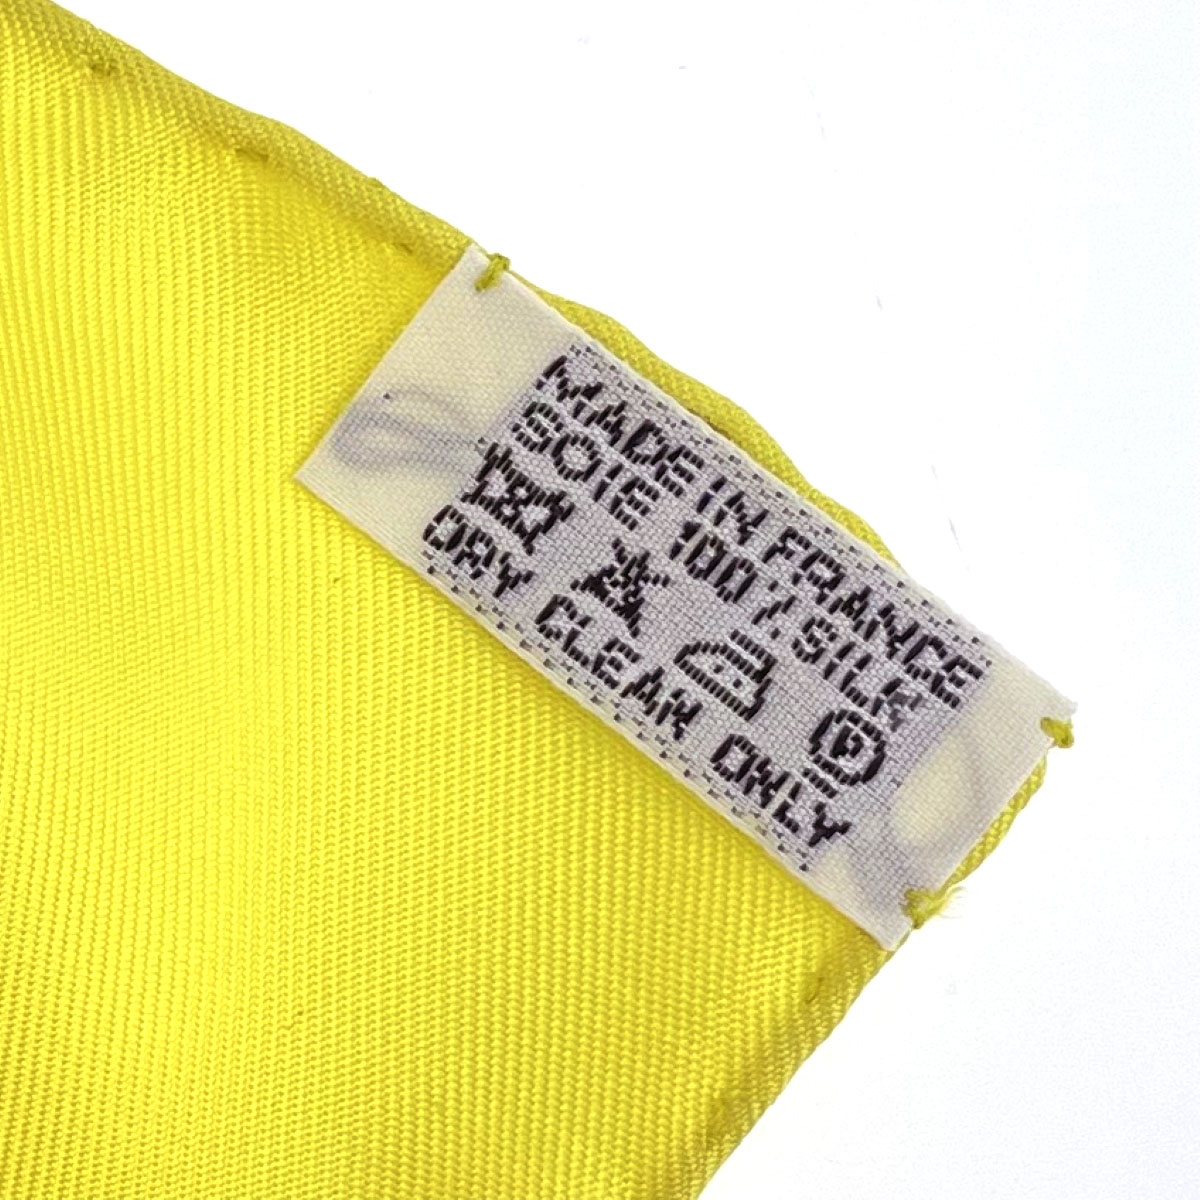 MADE IN FRANCE
SOIE 100% SILK
P
DRY CLEAN ONLY